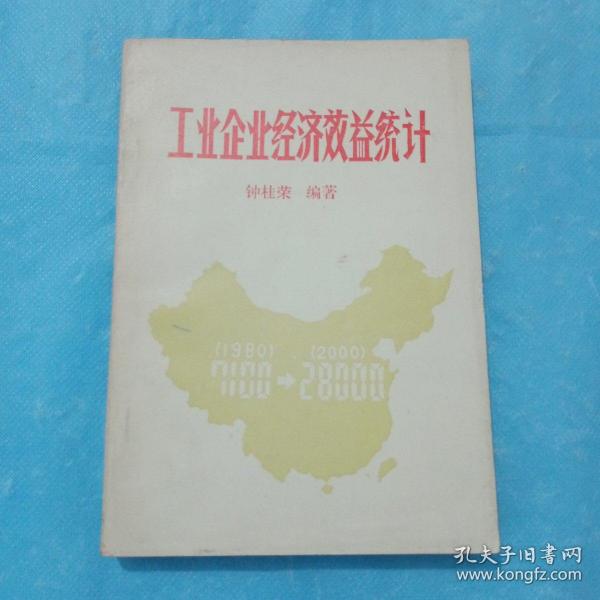 工业企业经济效益统计
钟桂荣 编著
(1980) (2000)
7100→28000
孔夫子旧书网
www.kongfz.com